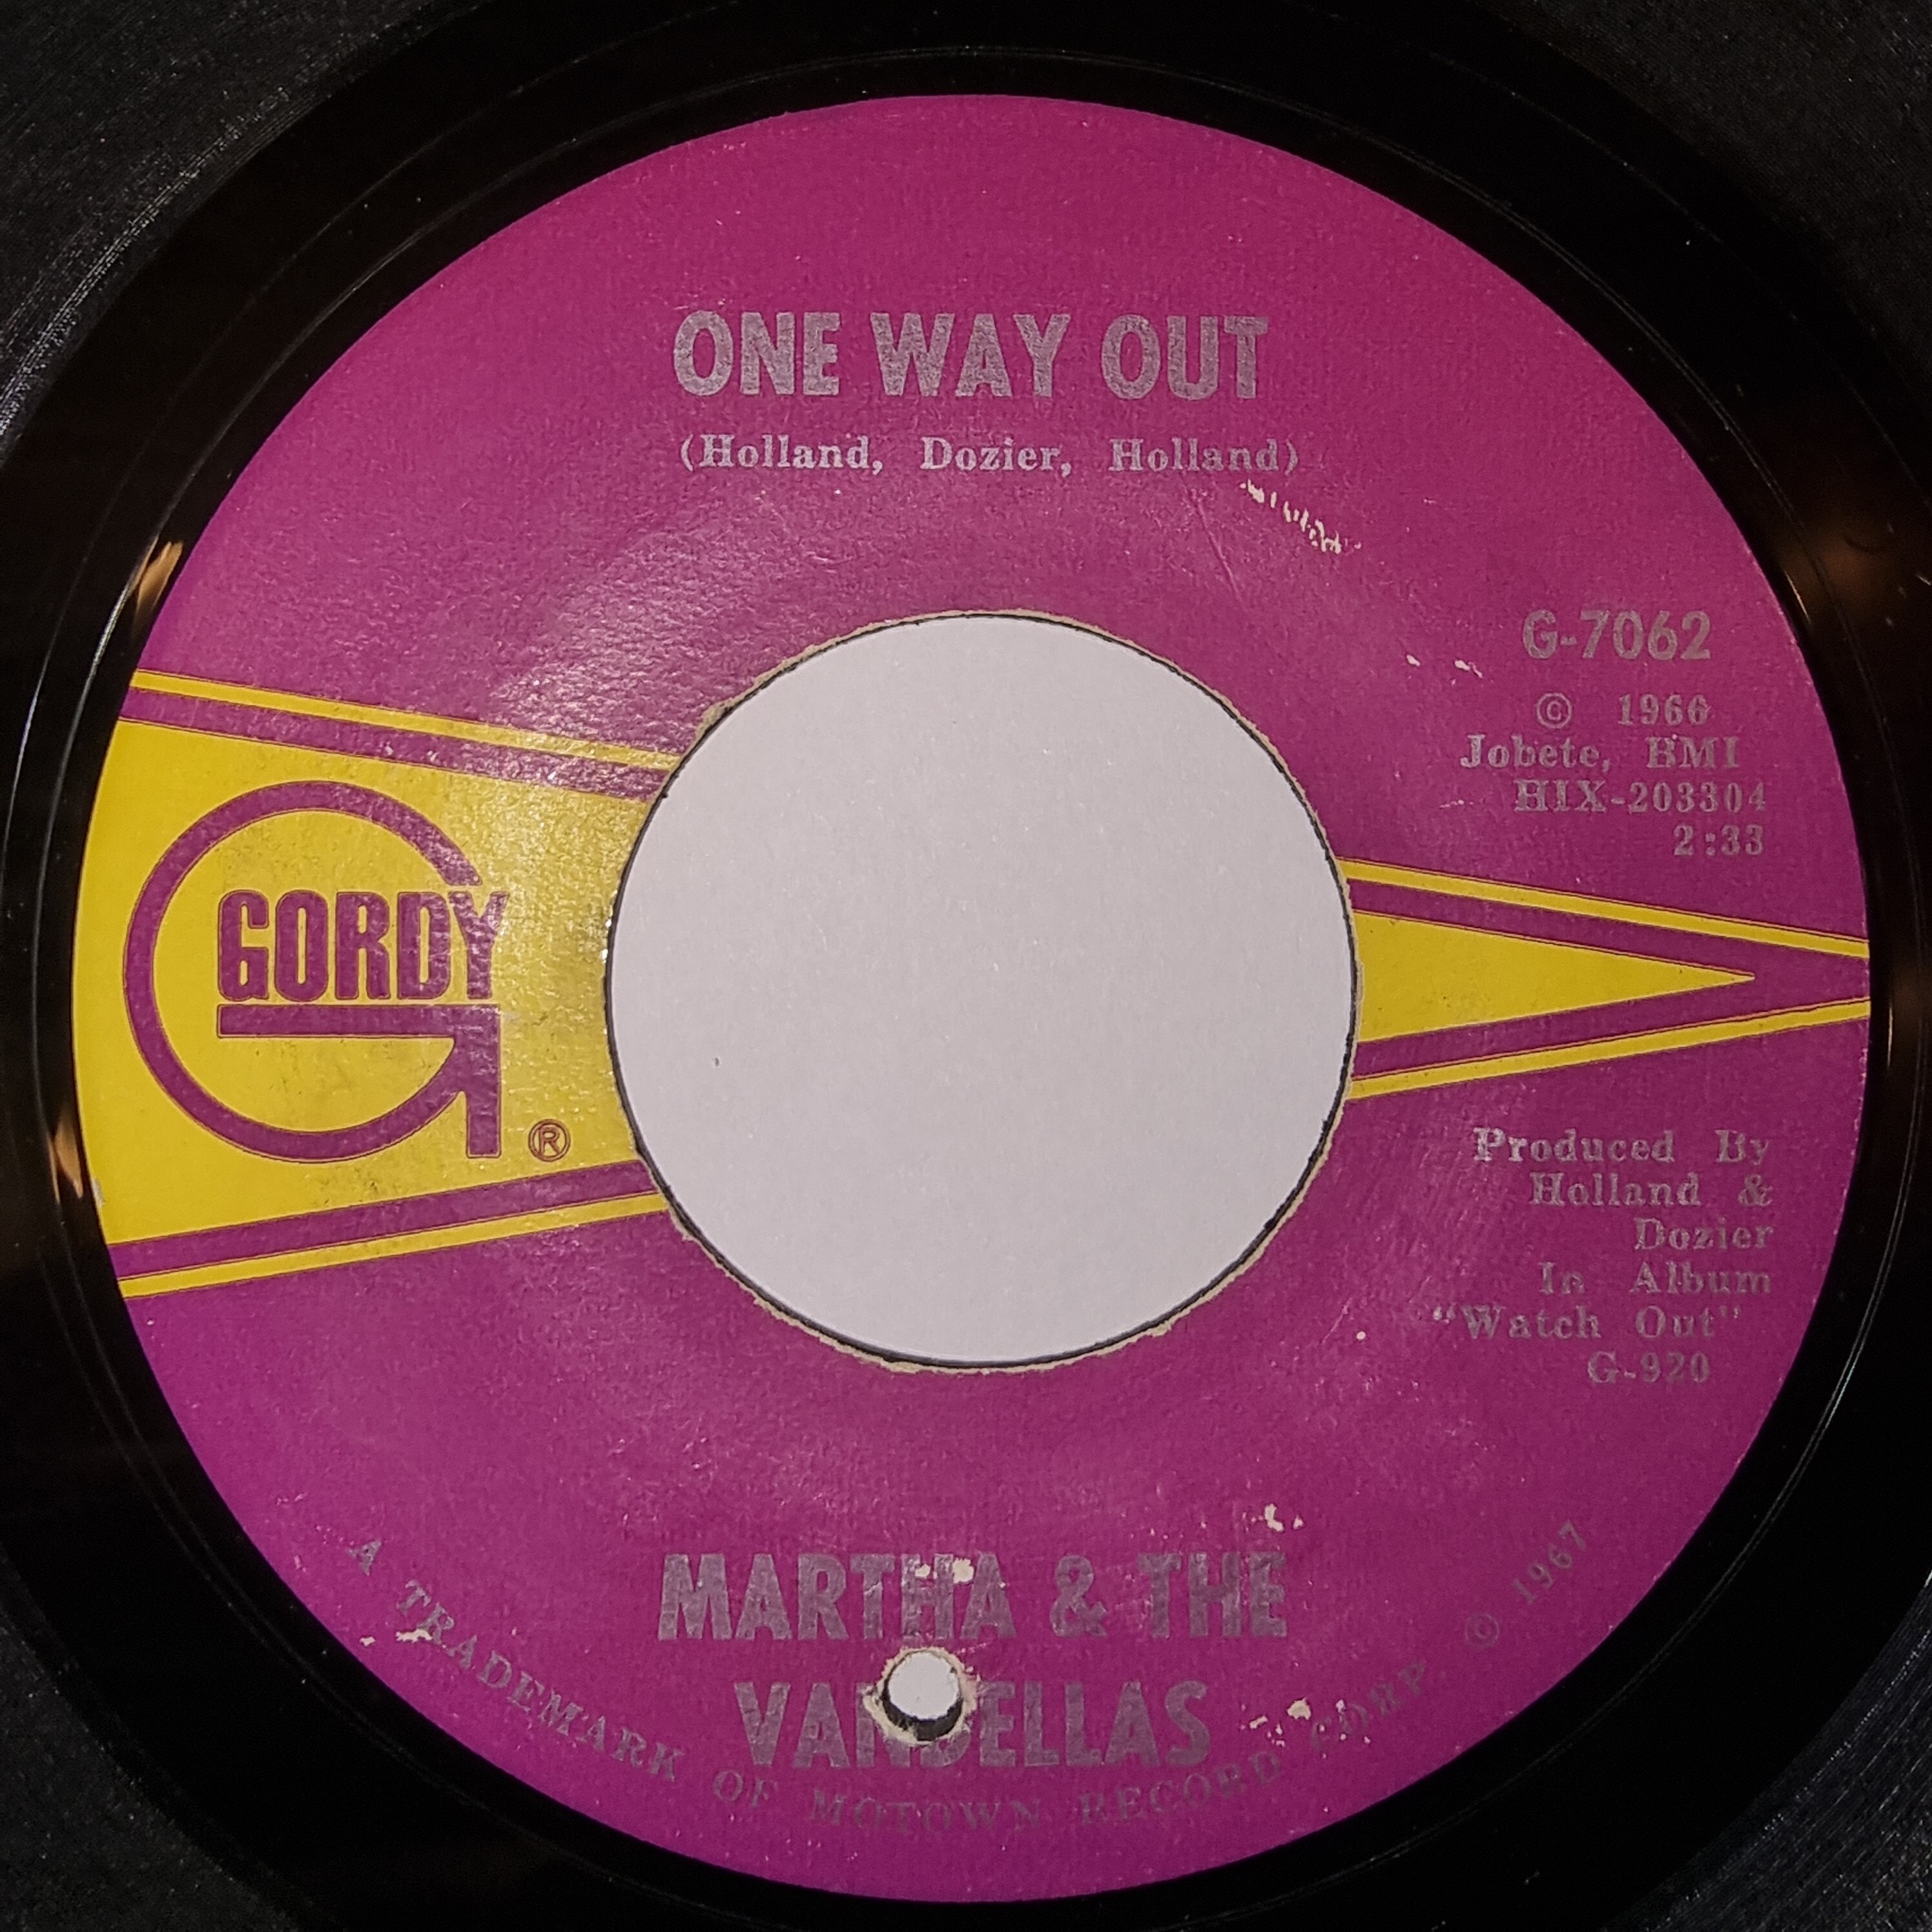 ONE WAY OUT
(Holland, Dozier, Holland)
G-7062
© 1966
Jobete, BMI
HIX-203304
2:33
GORDY
®
Produced By
Holland &
Dozier
In Album
"Watch Out"
G-920
MARTHA & THE
VANDELLAS
A TRADEMARK OF MOTOWN RECORD CORP. © 1967